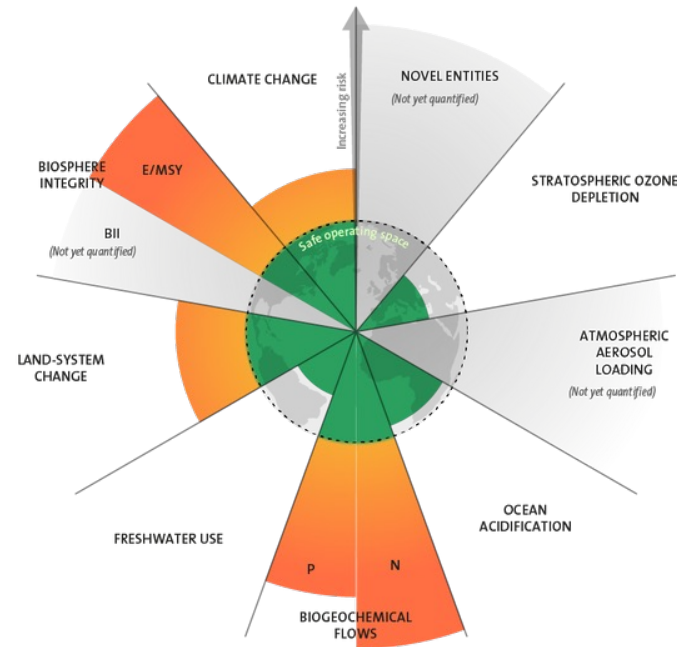 CLIMATE CHANGE
Increasing risk
NOVEL ENTITIES
(Not yet quantified)
STRATOSPHERIC OZONE
DEPLETION
ATMOSPHERIC
AEROSOL
LOADING
(Not yet quantified)
OCEAN
ACIDIFICATION
BIOGEOCHEMICAL
FLOWS
P
N
FRESHWATER USE
LAND-SYSTEM
CHANGE
BIOSPHERE
INTEGRITY
E/MSY
BII
(Not yet quantified)
Safe operating space